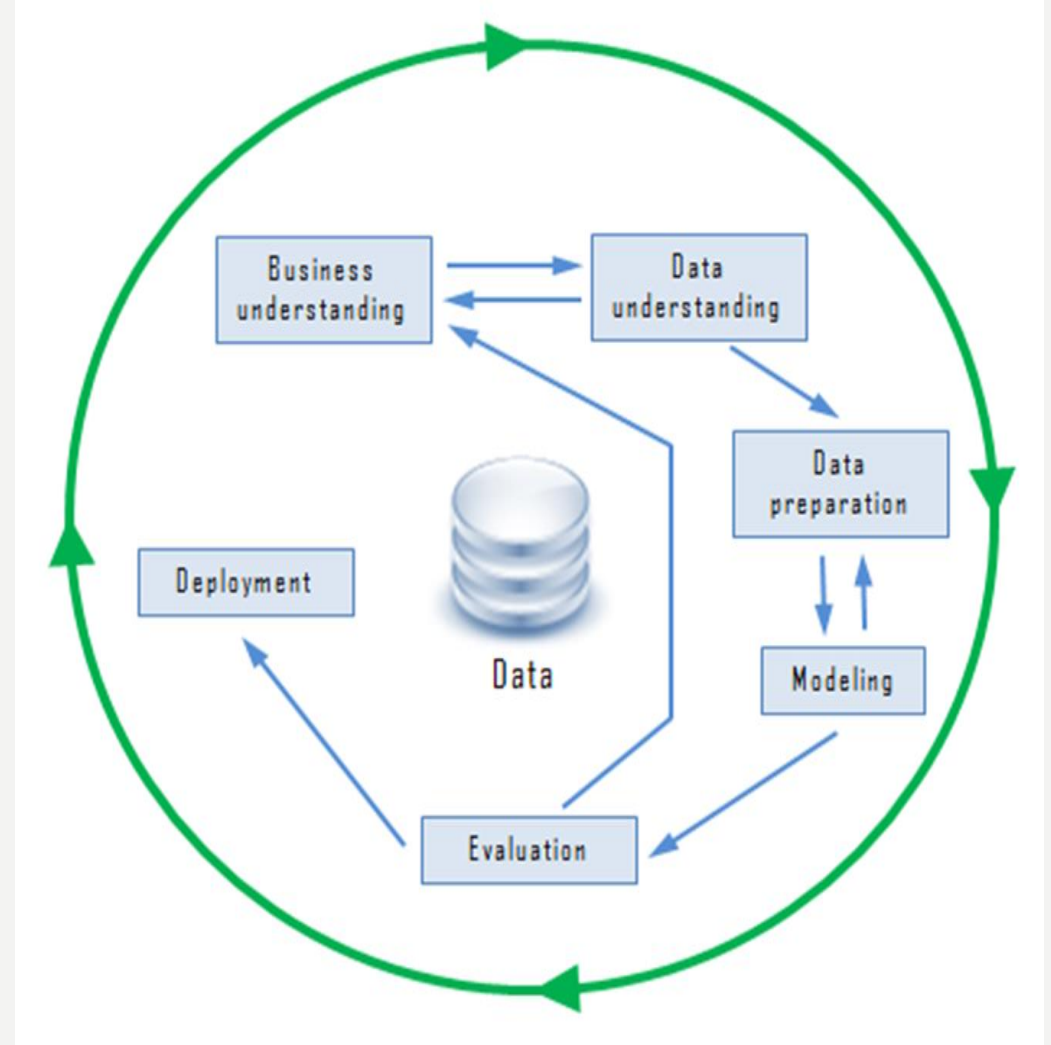 Business
understanding
Data
understanding
Data
preparation
Deployment
Data
Modeling
Evaluation